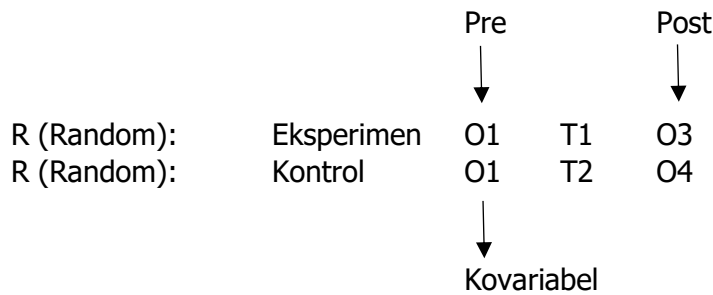 Pre Post
R (Random): Eksperimen O1 T1 O3
R (Random): Kontrol O1 T2 O4
Kovariabel